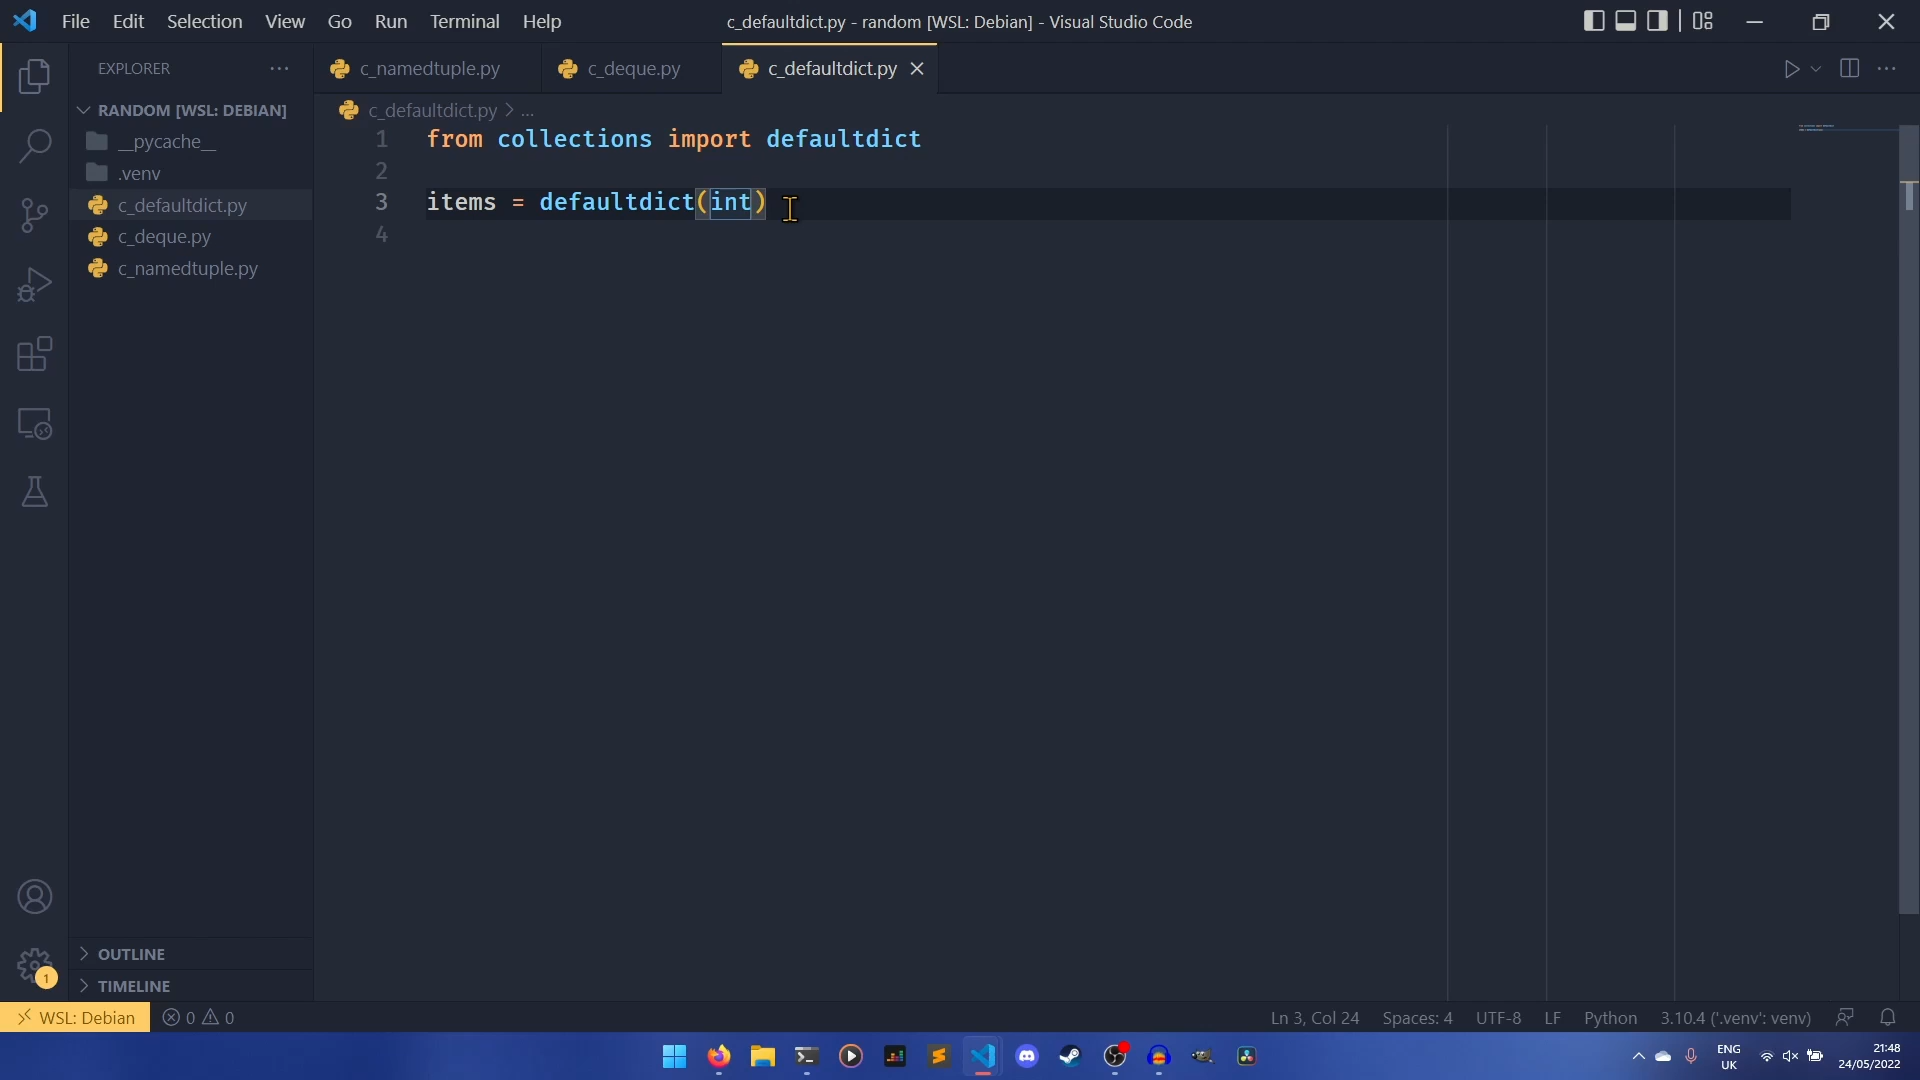 File Edit Selection View Go Run Terminal Help
c_defaultdict.py - random [WSL: Debian] - Visual Studio Code
EXPLORER
c_namedtuple.py
c_deque.py
c_defaultdict.py
RANDOM [WSL: DEBIAN]
__pycache__
.venv
c_defaultdict.py
c_deque.py
c_namedtuple.py
c_defaultdict.py > ...
1 from collections import defaultdict
2
3 items = defaultdict(int)
4
OUTLINE
TIMELINE
1
WSL: Debian
0 0
Ln 3, Col 24
Spaces: 4
UTF-8
LF
Python
3.10.4 ('.venv': venv)
ENG
UK
21:48
24/05/2022